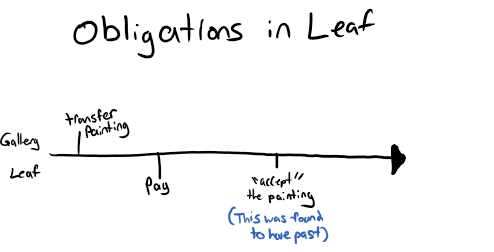 Obligations in Leaf
transfer
Painting
Gallery
Leaf
Pay
"accept"
the painting
(This was found
to have past)